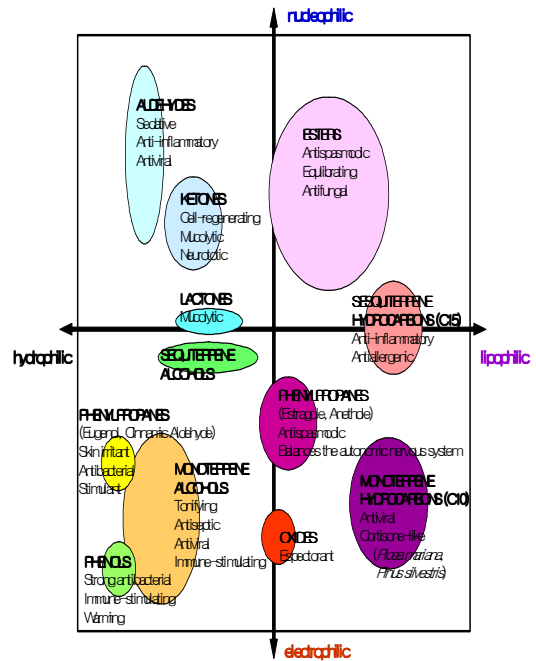 nucleophilic
ALDEHYDES
Sedative
Anti-inflammatory
Antiviral
ESTERS
Antispasmodic
Equilibrating
Antifungal
KETONES
Cell-regenerating
Mucolytic
Neurotoxic
LACTONES
Mucolytic
SESQUITERPENE
HYDROCARBONS (C15)
Anti-inflammatory
Antiallergenic
hydrophilic
lipophilic
SEQUITERPENE
ALCOHOLS
PHENYLPROPANES
(Estragole, Anethole)
Antispasmodic
Balances the autonomic nervous system
PHENYLPROPANES
(Eugenol, Cinnamic-Aldehyde)
Skin irritant
Antibacterial
Stimulant
MONOTERPENE
ALCOHOLS
Tonifying
Antiseptic
Antiviral
Immune-stimulating
MONOTERPENE
HYDROCARBONS (C10)
Antiviral
Cortisone-like
(Picea mariana
Pinus silvestris)
OXIDES
Expectorant
PHENOLS
Strong antibacterial
Immune-stimulating
Warming
electrophilic